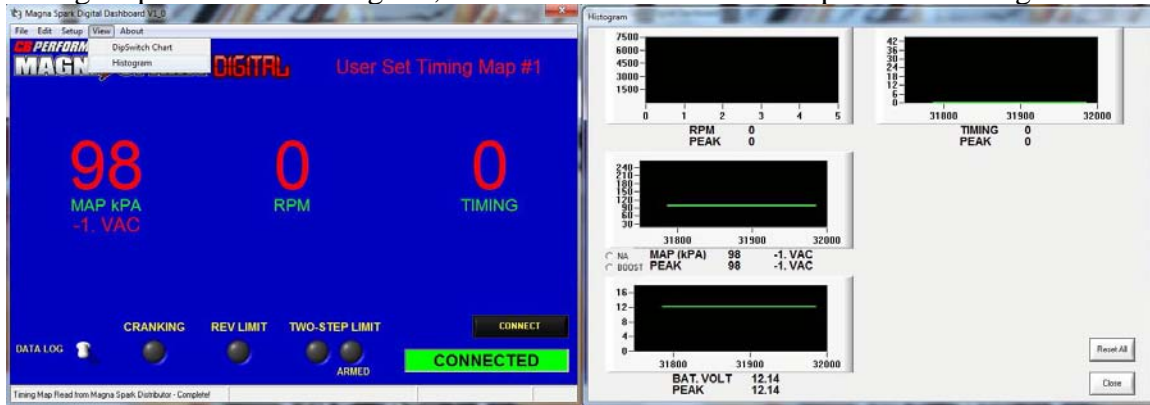 Magna Spark Digital Dashboard V1_0
File Edit Setup View About
DipSwitch Chart
Histogram
CB PERFORM
MAGN
DIGITAL
User Set Timing Map #1
98
0
0
MAP kPA
RPM
TIMING
-1. VAC
CRANKING
REV LIMIT
TWO-STEP LIMIT
CONNECT
DATA LOG
ARMED
CONNECTED
Timing Map Read from Magna Spark Distributor - Complete!
Histogram
7500
6000
4500
3000
1500
0 1 2 3 4 5
RPM 0
PEAK 0
42
36
30
24
18
12
6
0
31800 31900 32000
TIMING 0
PEAK 0
240
210
180
150
120
90
60
30
31800 31900 32000
NA MAP (kPA) 98 -1. VAC
BOOST PEAK 98 -1. VAC
16
12
8
4
0
31800 31900 32000
BAT. VOLT 12.14
PEAK 12.14
Reset All
Close